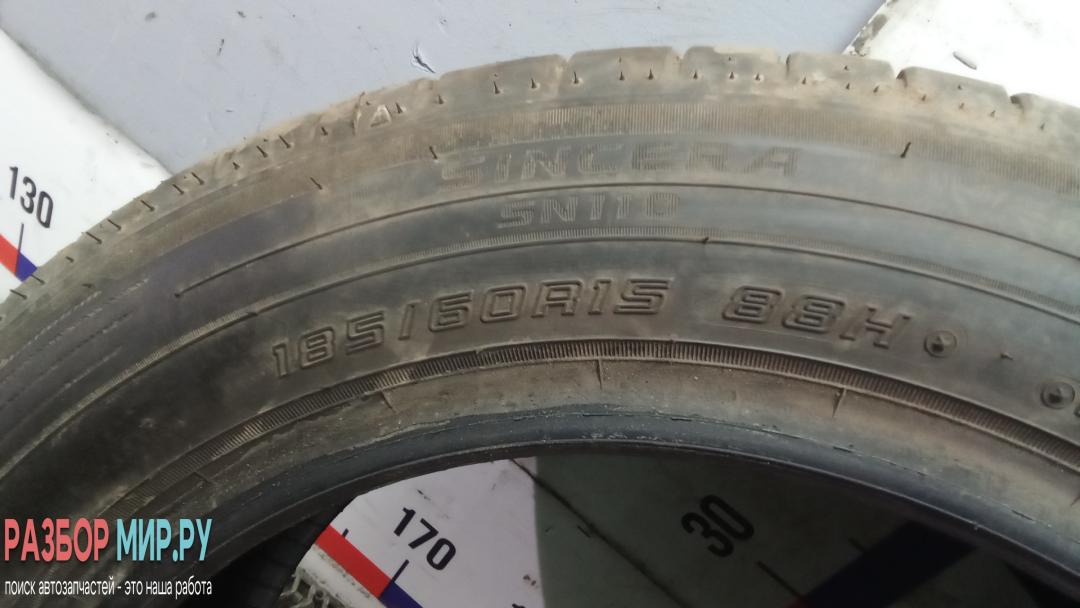 SINCERA
SN110
185/60R15 88H
130
170
30
РАЗБОР МИР.РУ
поиск автозапчастей - это наша работа